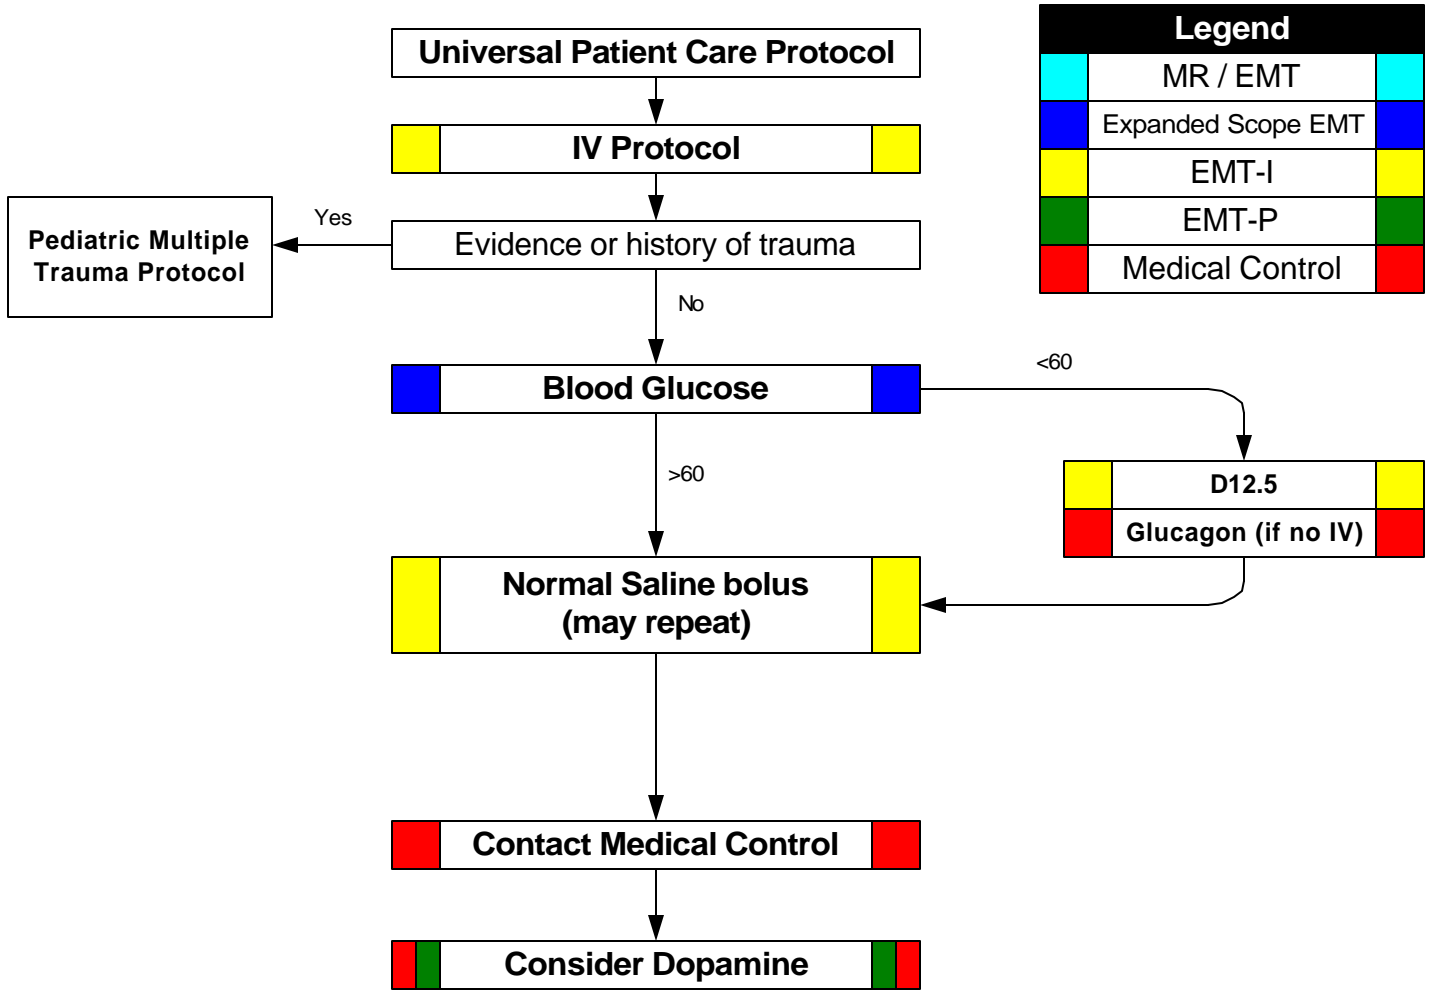 Universal Patient Care Protocol
IV Protocol
Yes
Pediatric Multiple
Trauma Protocol
Evidence or history of trauma
No
Blood Glucose
<60
>60
D12.5
Glucagon (if no IV)
Normal Saline bolus
(may repeat)
Contact Medical Control
Consider Dopamine
Legend
MR / EMT
Expanded Scope EMT
EMT-I
EMT-P
Medical Control